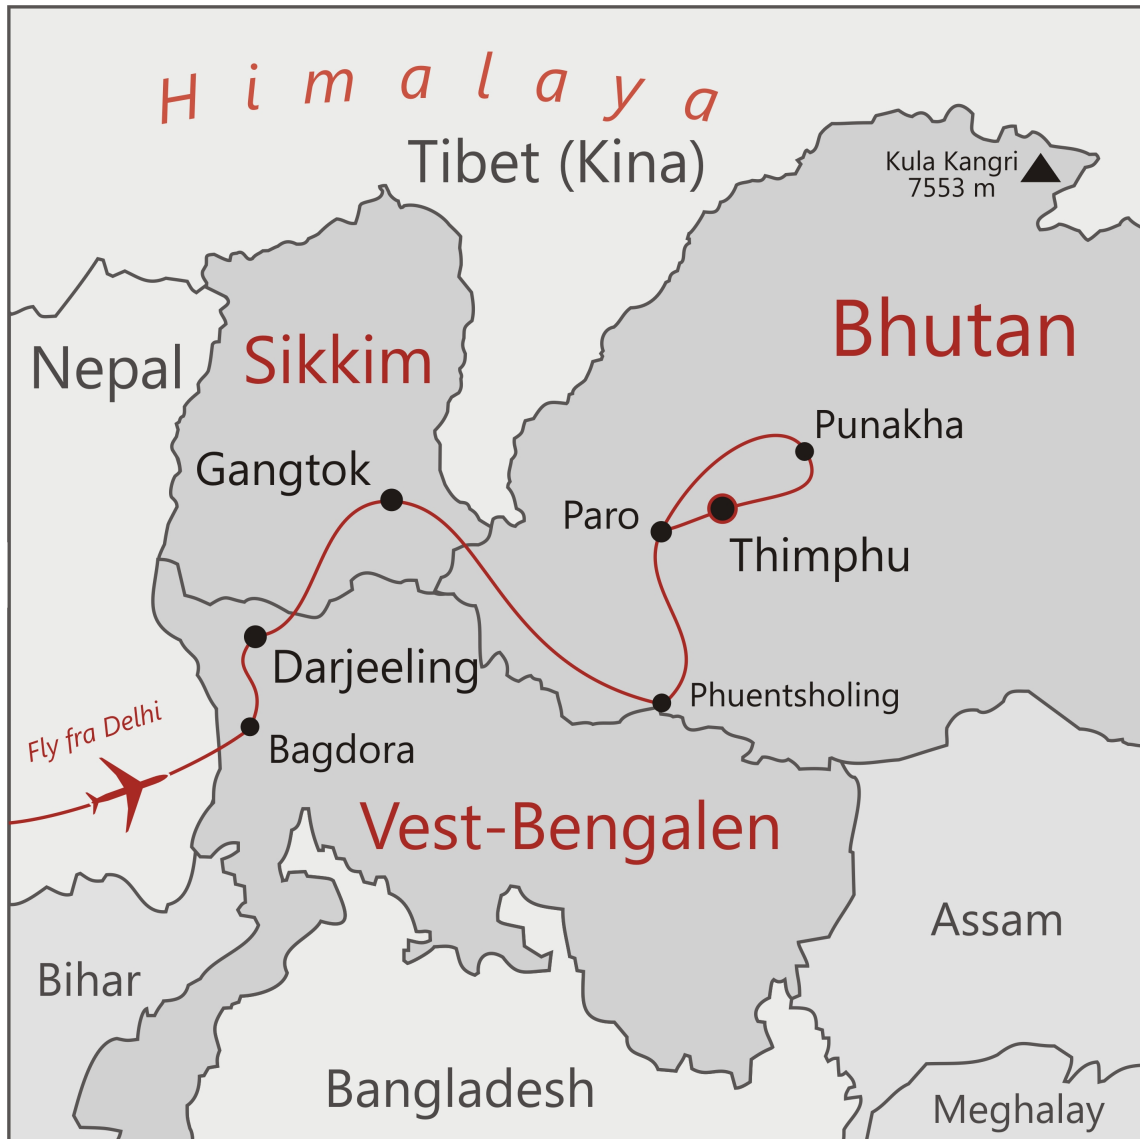 Himalaya
Tibet (Kina)
Kula Kangri
7553 m
Bhutan
Nepal
Sikkim
Punakha
Gangtok
Paro
Thimphu
Darjeeling
Phuentsholing
Fly fra Delhi
Bagdora
Vest-Bengalen
Assam
Bihar
Bangladesh
Meghalay